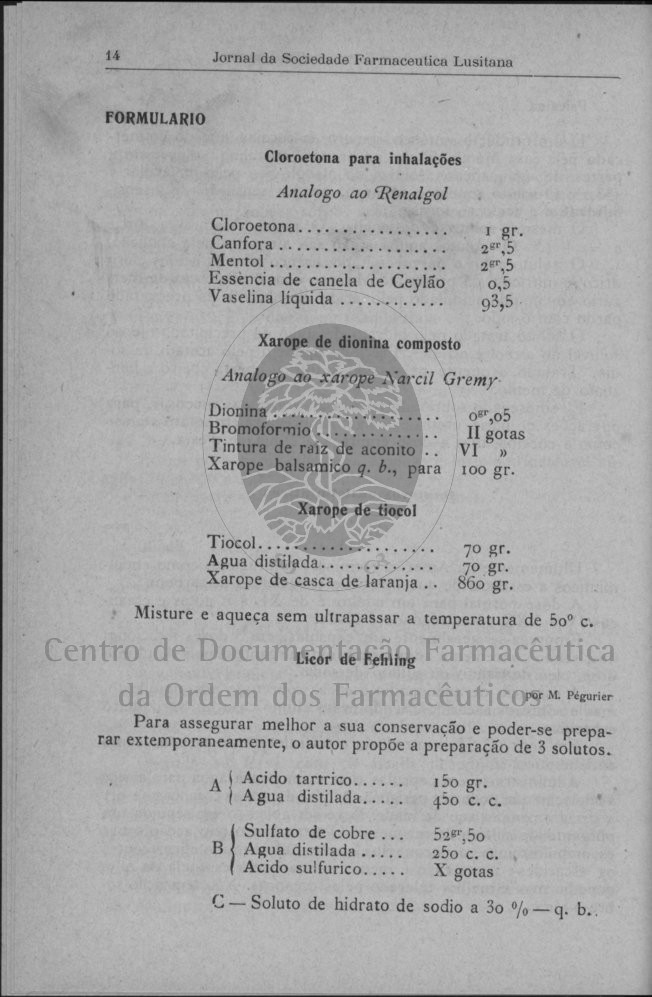 14 Jornal da Sociedade Farmaceutica Lusitana
FORMULARIO
Cloroetona para inhalações
Analogo ao Renalgol
Cloroetona................. 1 gr.
Canfora ................... 2gr,5
Mentol .................... 2gr,5
Essência de canela de Ceylão 0,5
Vaselina líquida ............ 93,5
Xarope de dionina composto
Analogo ao xarope Narcil Gremy
Dionina ................... 0gr,05
Bromoformio .............. II gotas
Tintura de raiz de aconito .. VI »
Xarope balsamico q. b., para 100 gr.
Xarope de tiocol
Tiocol.................... 70 gr.
Agua distilada............. 70 gr.
Xarope de casca de laranja .. 860 gr.
Misture e aqueça sem ultrapassar a temperatura de 50° c.
Centro de Documentação Farmacêutica
Licor de Fehling
da Ordem dos Farmacêuticos
por M. Pégurier
Para assegurar melhor a sua conservação e poder-se prepa-
rar extemporaneamente, o autor propõe a preparação de 3 solutos.
A { Acido tartrico...... 150 gr.
Agua distilada..... 450 c. c.
Sulfato de cobre ... 52gr,50
B { Agua distilada ..... 250 c. c.
Acido sulfurico..... X gotas
C — Soluto de hidrato de sodio a 30 % — q. b..